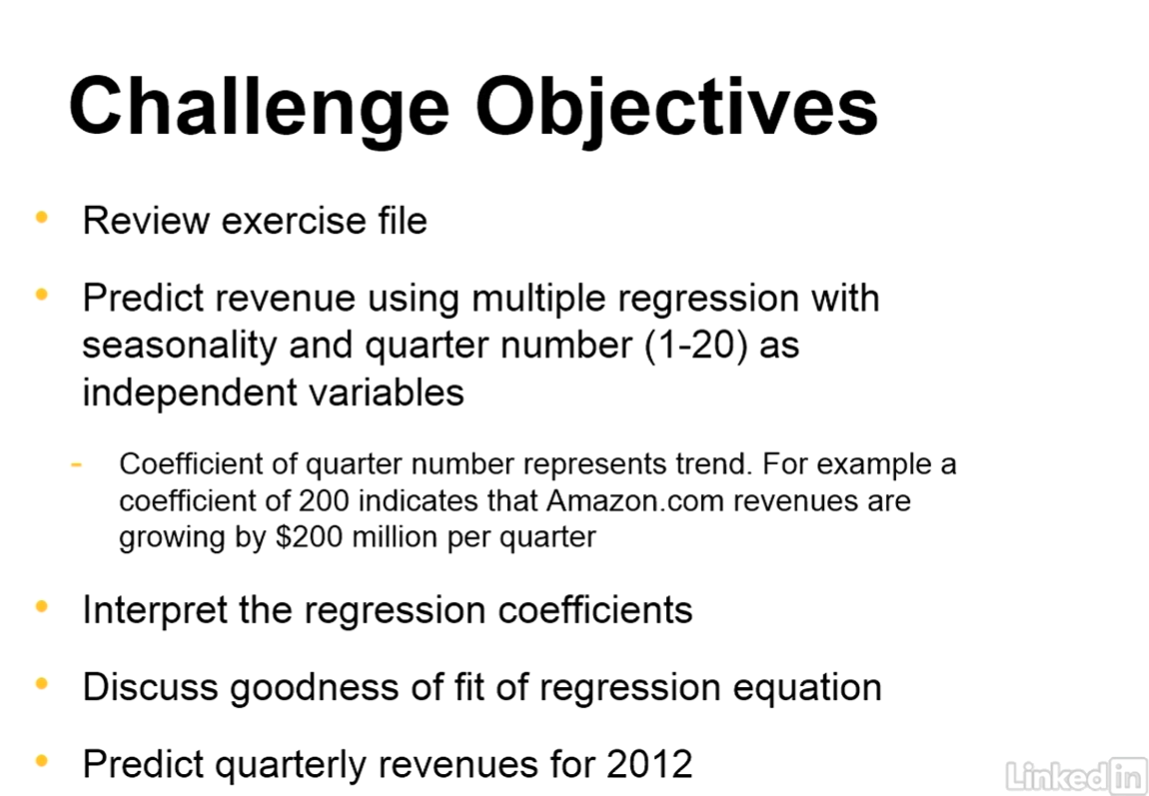 Challenge Objectives
• Review exercise file
• Predict revenue using multiple regression with
seasonality and quarter number (1-20) as
independent variables
- Coefficient of quarter number represents trend. For example a
coefficient of 200 indicates that Amazon.com revenues are
growing by $200 million per quarter
• Interpret the regression coefficients
• Discuss goodness of fit of regression equation
• Predict quarterly revenues for 2012
Linked in